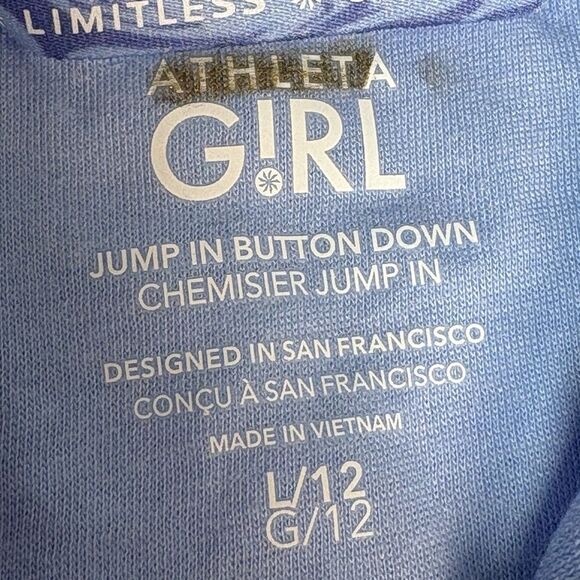 LIMITLESS
ATHLETA
G!RL
JUMP IN BUTTON DOWN
CHEMISIER JUMP IN
DESIGNED IN SAN FRANCISCO
CONÇU À SAN FRANCISCO
MADE IN VIETNAM
L/12
G/12